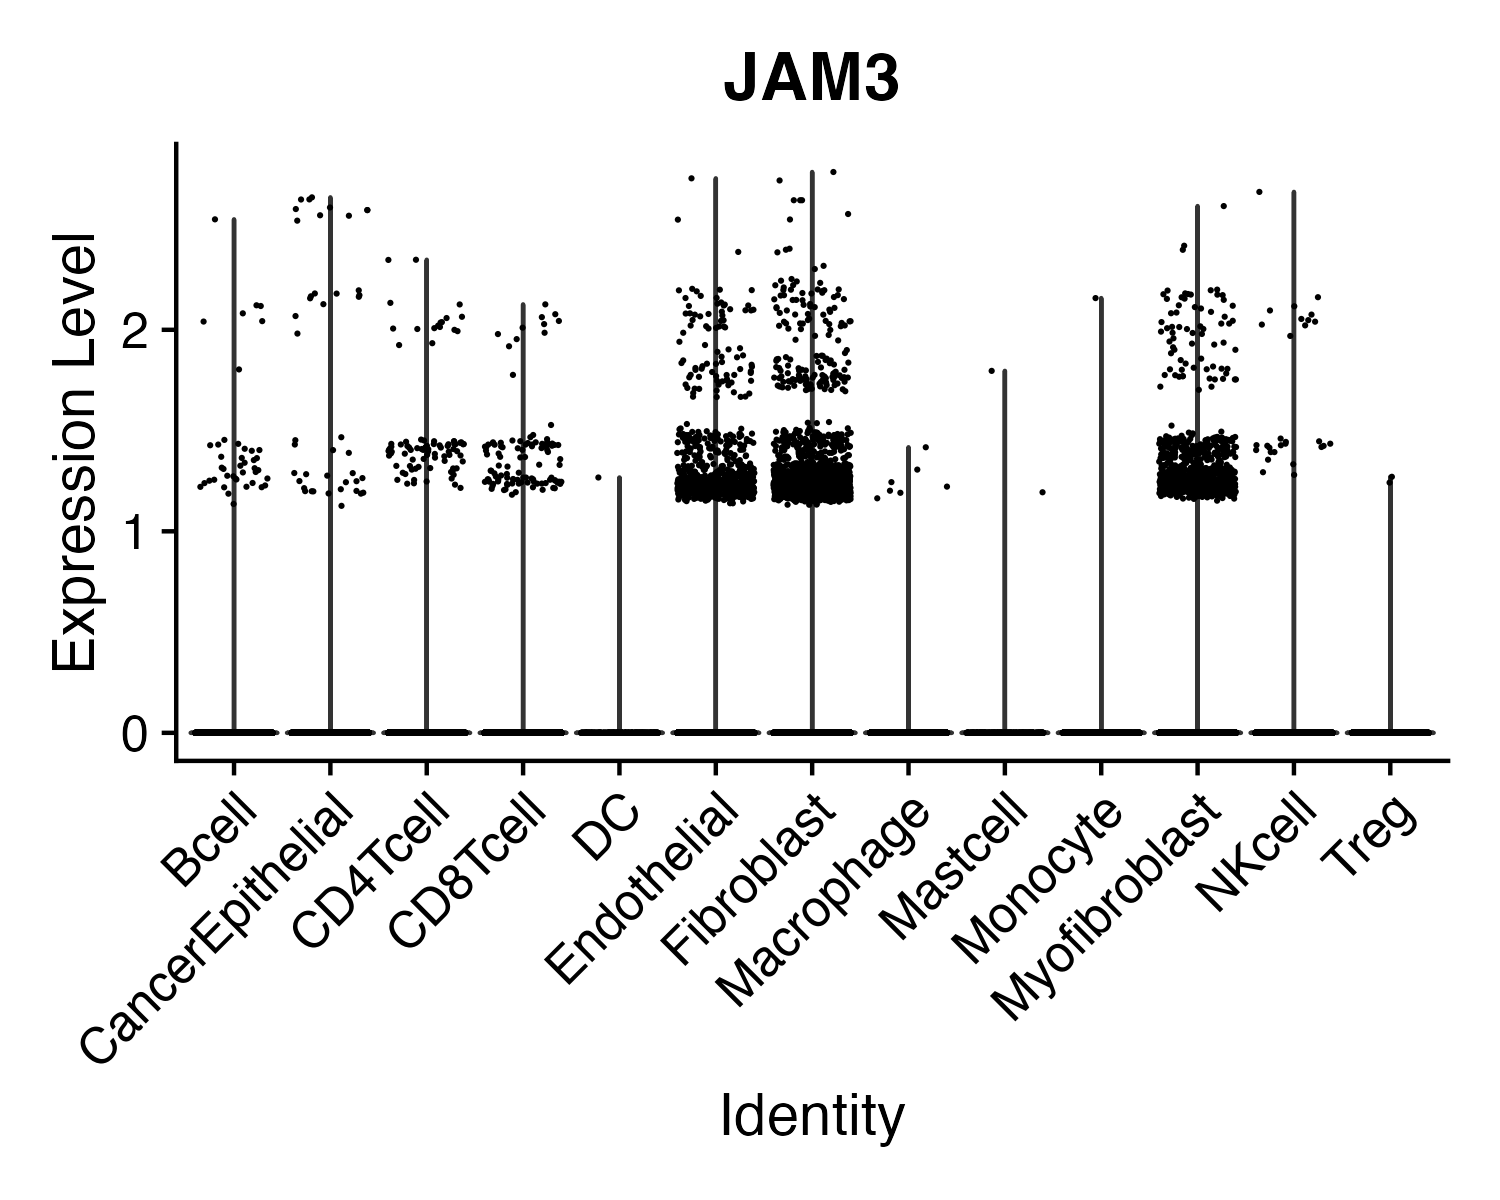 JAM3
Expression Level
2
1
0
Bcell
CancerEpithelial
CD4Tcell
CD8Tcell
DC
Endothelial
Fibroblast
Macrophage
Mastcell
Monocyte
Myofibroblast
NKcell
Treg
Identity